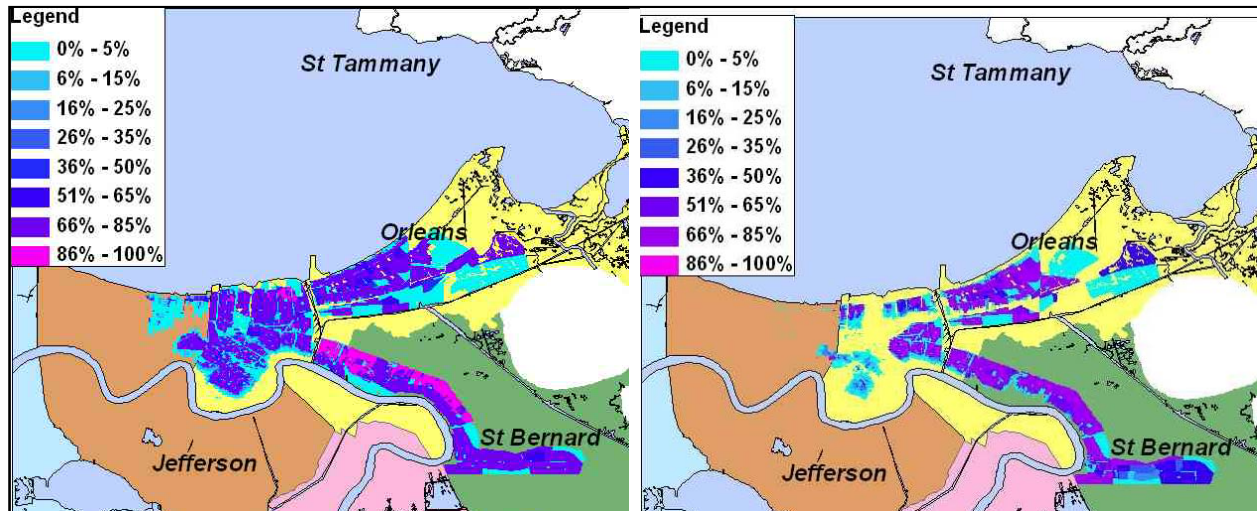 Legend
0% - 5%
6% - 15%
16% - 25%
26% - 35%
36% - 50%
51% - 65%
66% - 85%
86% - 100%
St Tammany
Orleans
St Bernard
Jefferson
Legend
0% - 5%
6% - 15%
16% - 25%
26% - 35%
36% - 50%
51% - 65%
66% - 85%
86% - 100%
St Tammany
Orleans
St Bernard
Jefferson